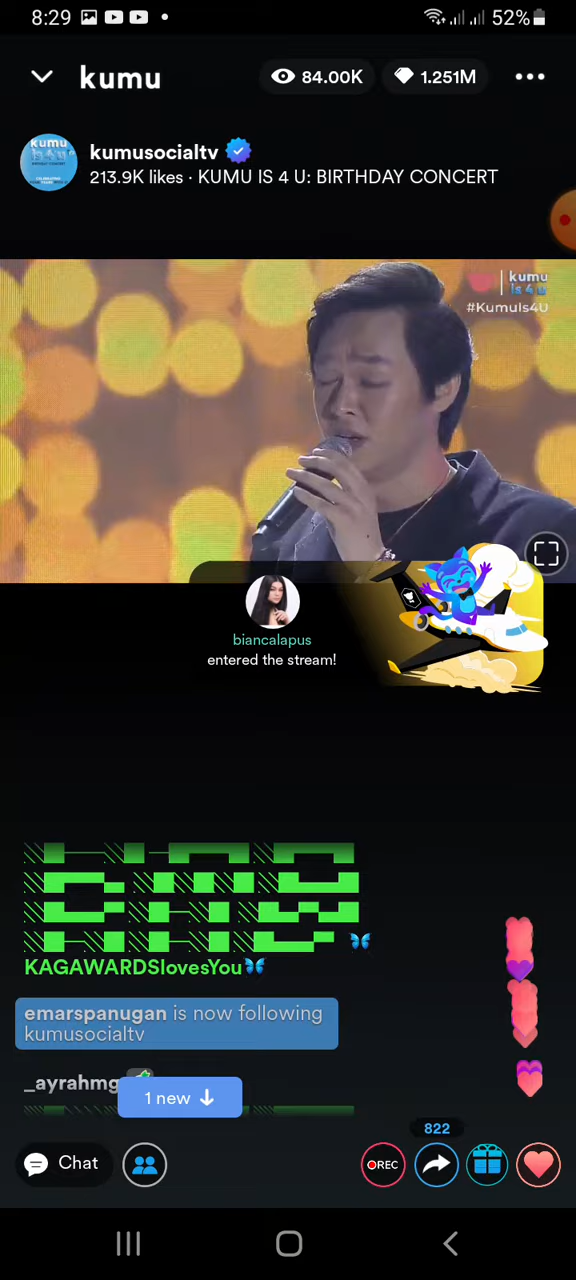 8:29
52%
kumu
84.00K
1.251M
kumusocialtv
213.9K likes · KUMU IS 4 U: BIRTHDAY CONCERT
kumu
is 4 u
#KumuIs4U
biancalapus
entered the stream!
KAGAWARDSlovesYou
emarspanugan is now following
kumusocialtv
_ayrahmg
1 new
822
Chat
REC